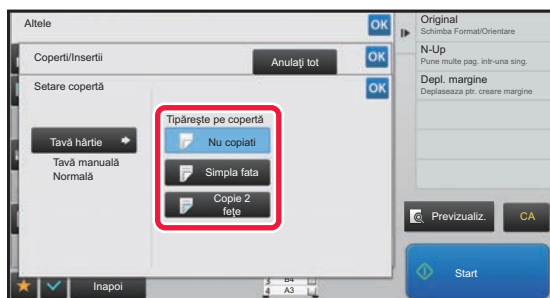 Altele
OK
Coperti/Insertii
Anulaţi tot
OK
Setare copertă
OK
Tipăreşte pe copertă
Tavă hârtie
Nu copiati
Tavă manuală
Normală
Simpla fata
Copie 2
feţe
Inapoi
B4
4 A3
Original
Schimba Format/Orientare
N-Up
Pune multe pag. intr-una sing.
Depl. margine
Deplaseaza ptr. creare margine
Previzualiz.
CA
Start